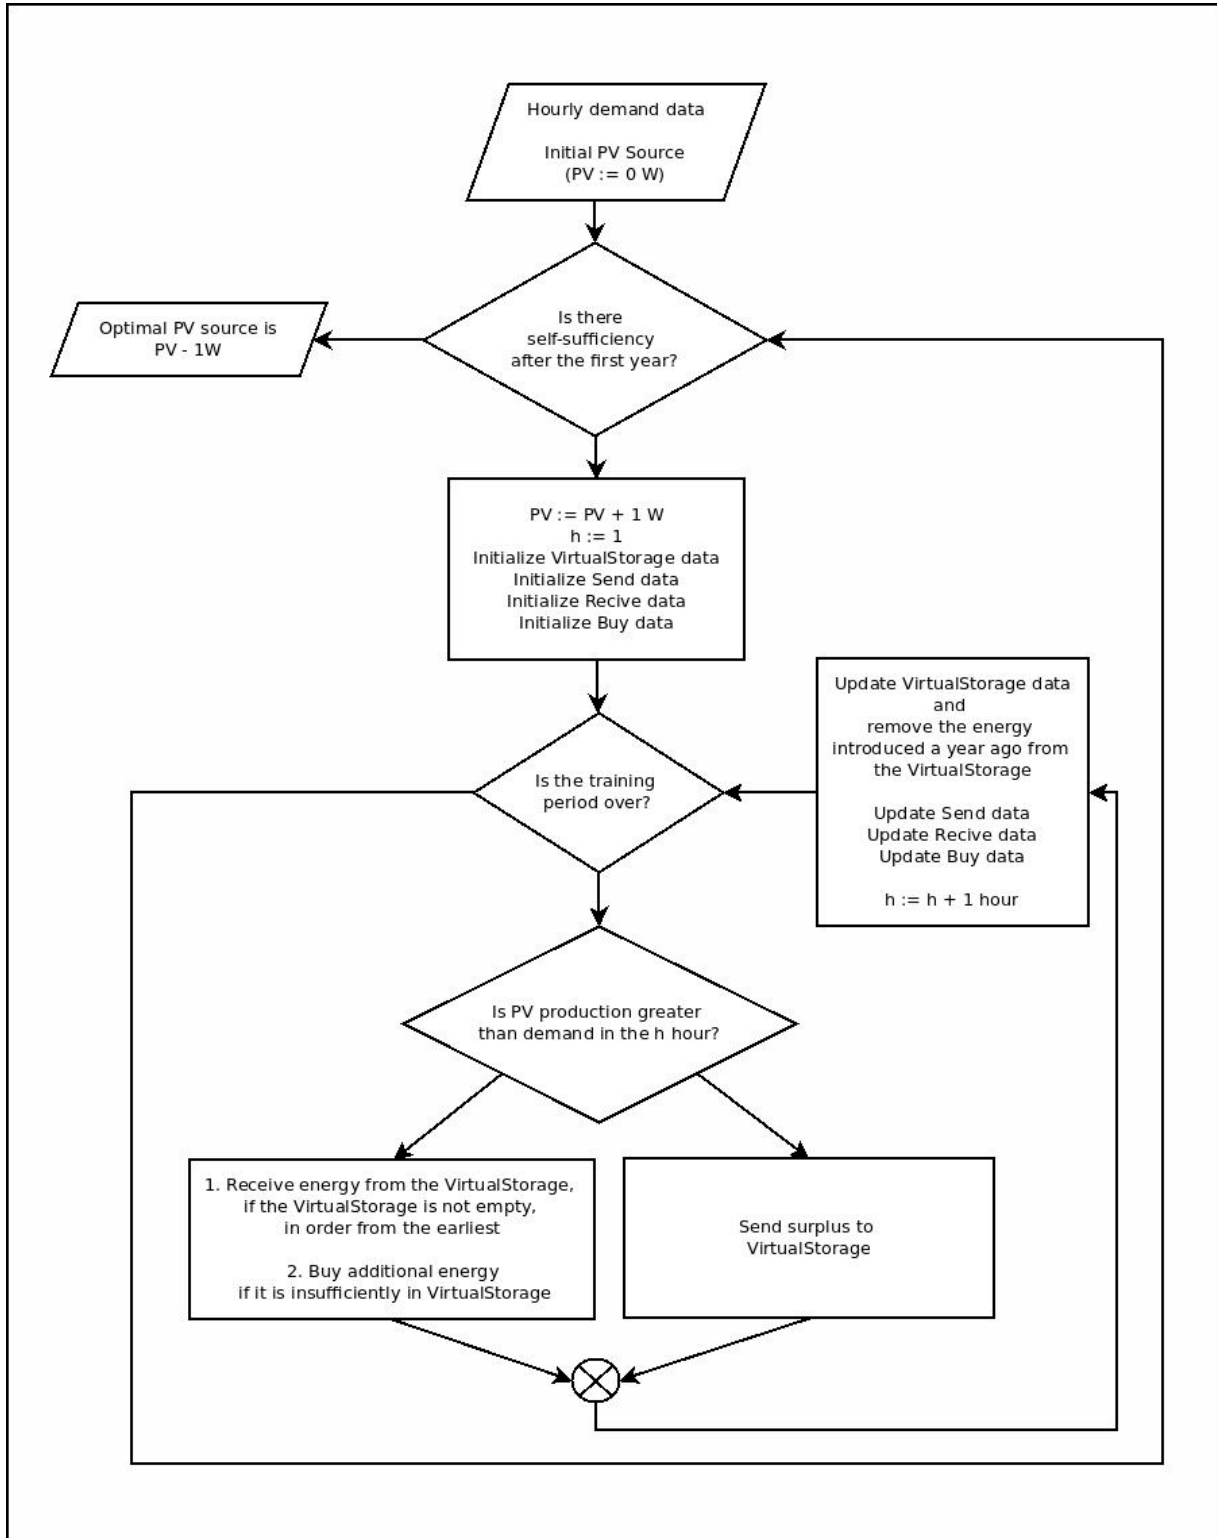 Hourly demand data
Initial PV Source
(PV := 0 W)
Is there
self-sufficiency
after the first year?
Optimal PV source is
PV - 1W
PV := PV + 1 W
h := 1
Initialize VirtualStorage data
Initialize Send data
Initialize Recive data
Initialize Buy data
Update VirtualStorage data
and
remove the energy
introduced a year ago from
the VirtualStorage
Update Send data
Update Recive data
Update Buy data
h := h + 1 hour
Is the training
period over?
Is PV production greater
than demand in the h hour?
1. Receive energy from the VirtualStorage,
if the VirtualStorage is not empty,
in order from the earliest
2. Buy additional energy
if it is insufficiently in VirtualStorage
Send surplus to
VirtualStorage